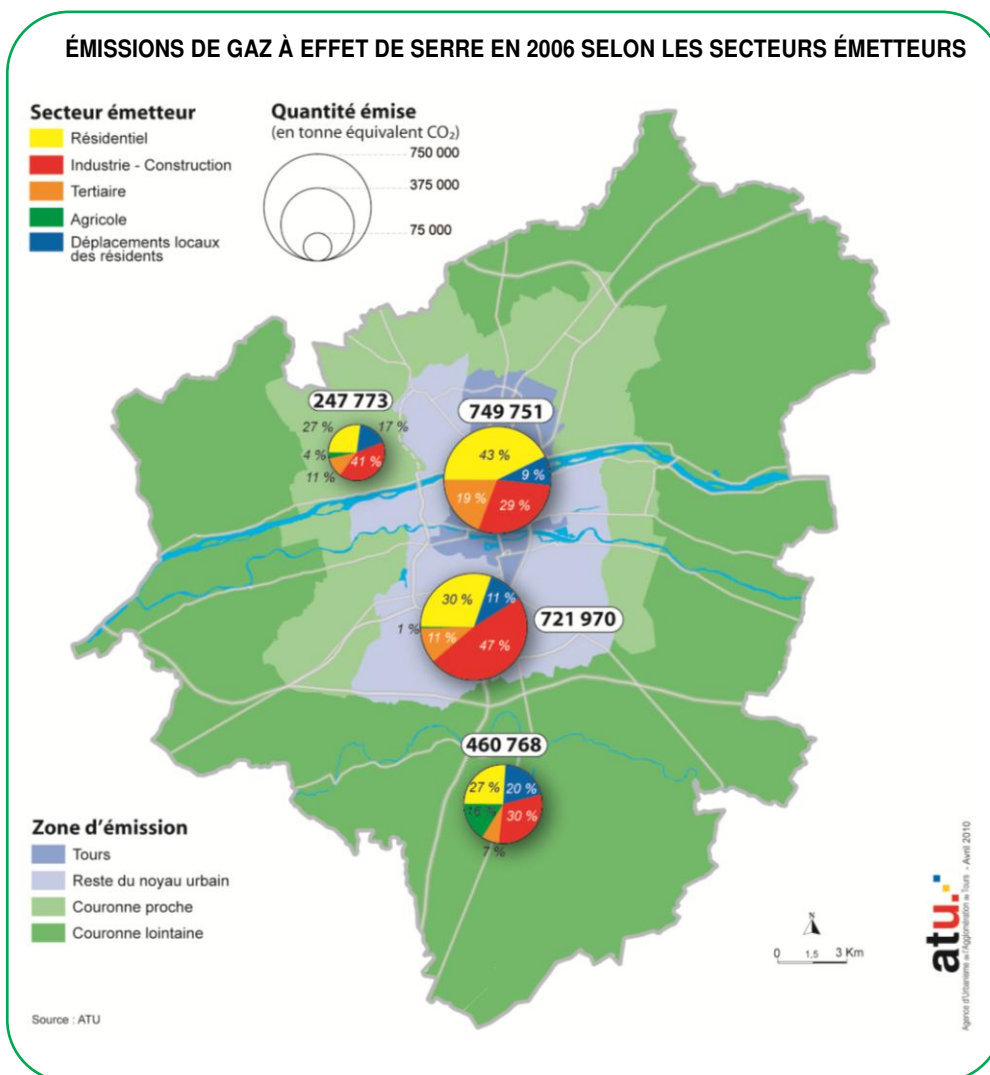 ÉMISSIONS DE GAZ À EFFET DE SERRE EN 2006 SELON LES SECTEURS ÉMETTEURS
Secteur émetteur
Résidentiel
Industrie - Construction
Tertiaire
Agricole
Déplacements locaux
des résidents
Quantité émise
(en tonne équivalent CO₂)
750 000
375 000
75 000
247 773
27 %
17 %
4 %
41 %
11 %
749 751
43 %
9 %
19 %
29 %
30 %
11 %
721 970
1 %
11 %
47 %
460 768
27 %
20 %
16 %
30 %
7 %
Zone d'émission
Tours
Reste du noyau urbain
Couronne proche
Couronne lointaine
N
0 1,5 3 Km
atu.
Agence d'Urbanisme de l'Agglomération de Tours - Avril 2010
Source : ATU